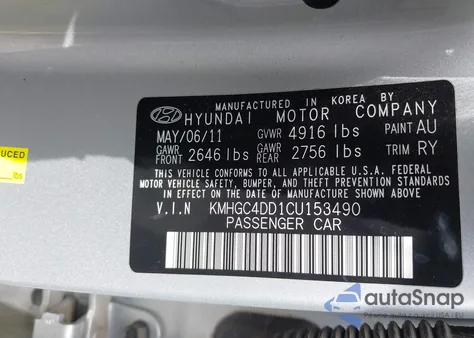 MANUFACTURED IN KOREA BY
HYUNDAI MOTOR COMPANY
MAY/06/11 GVWR 4916 lbs PAINT AU
GAWR FRONT 2646 lbs GAWR REAR 2756 lbs TRIM RY
THIS VEHICLE CONFORMS TO ALL APPLICABLE U.S.A. FEDERAL
MOTOR VEHICLE SAFETY, BUMPER, AND THEFT PREVENTION STANDARDS
IN EFFECT ON THE DATE OF MANUFACTURE SHOWN ABOVE.
V.I.N KMHGC4DD1CU153490
PASSENGER CAR
UCED
autoSnap